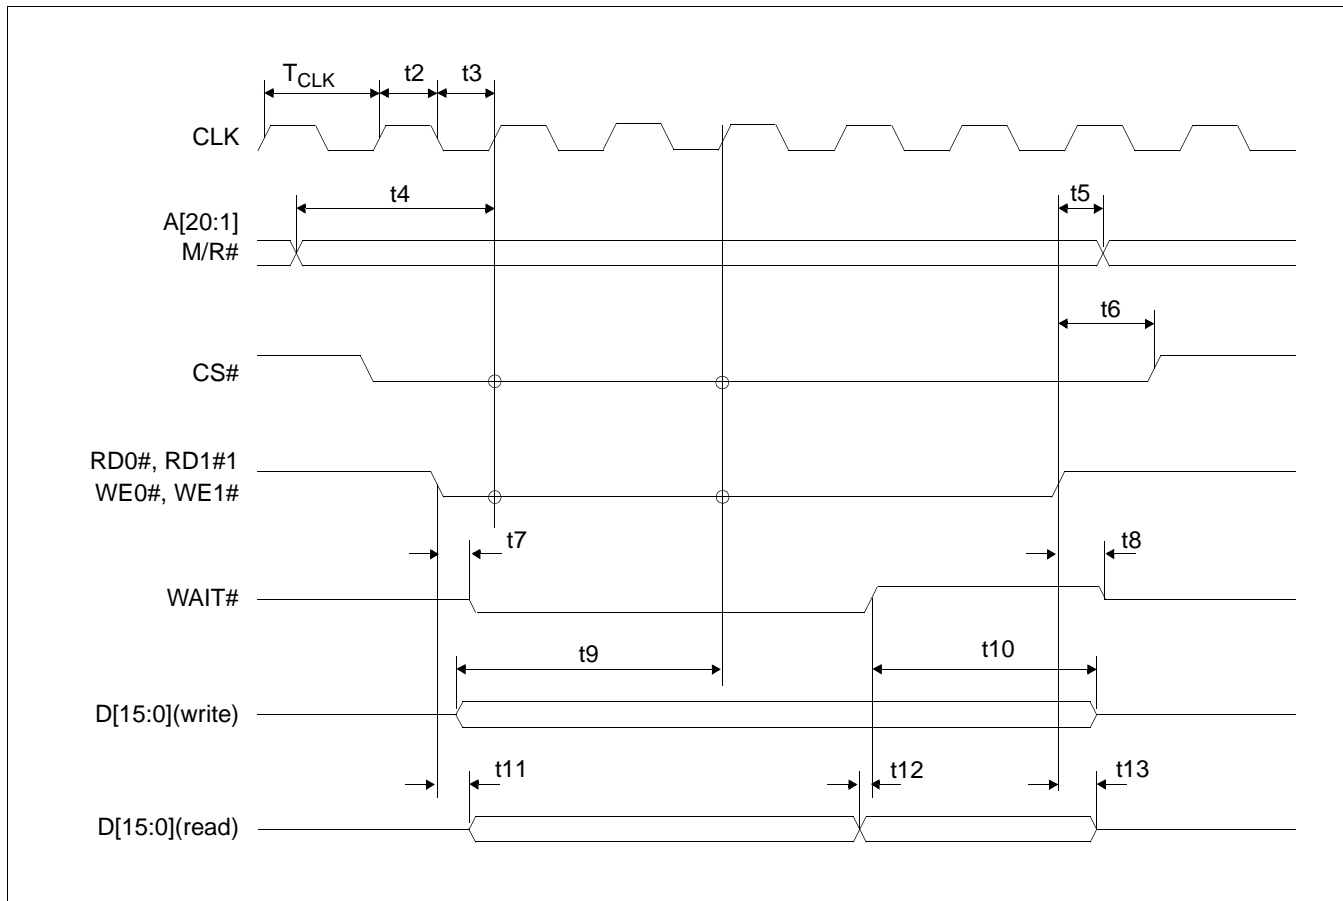 TCLK t2 t3
CLK
t4 t5
A[20:1]
M/R#
t6
CS#
RD0#, RD1#1
WE0#, WE1#
t7 t8
WAIT#
t9 t10
D[15:0](write)
t11 t12 t13
D[15:0](read)